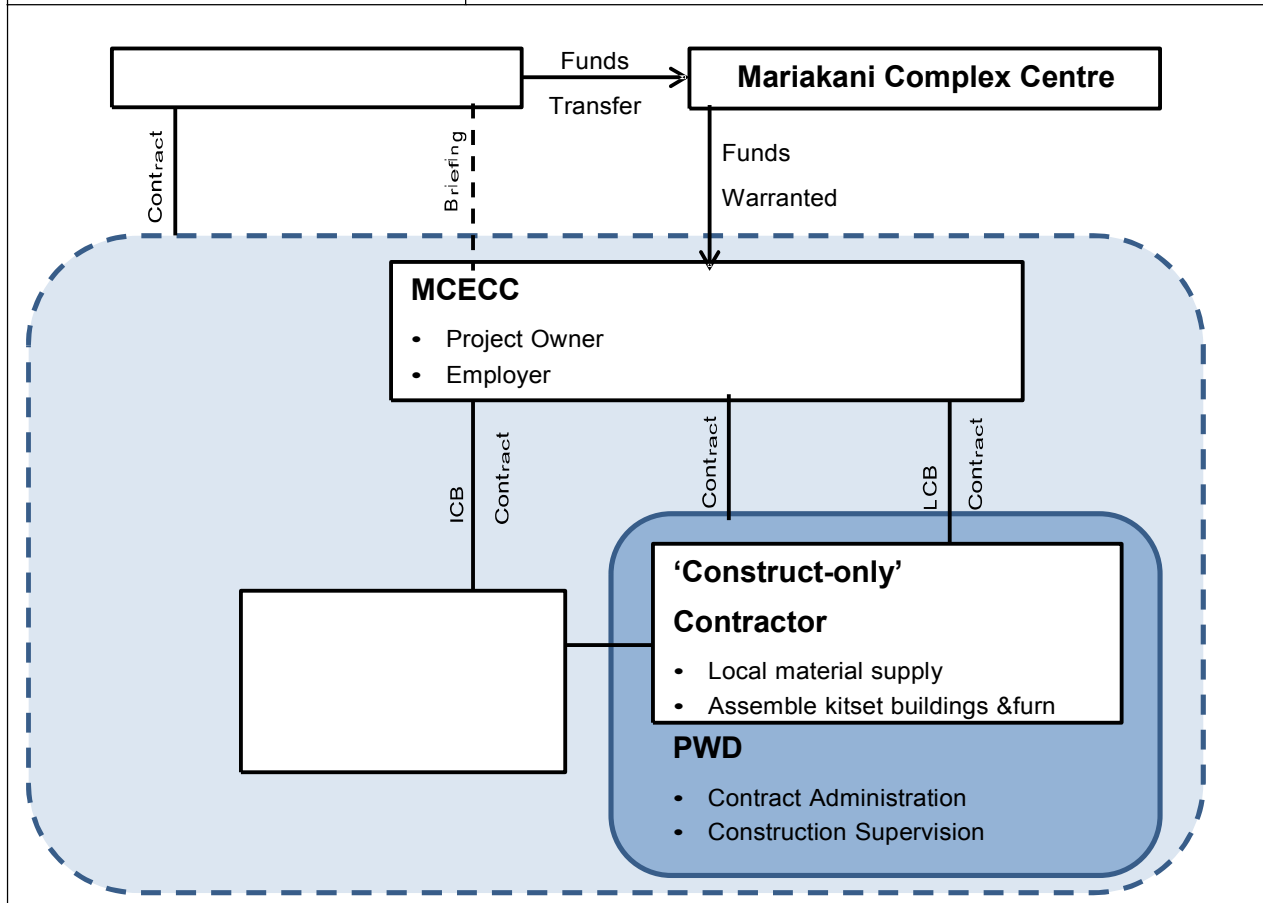 Funds
Transfer
Mariakani Complex Centre
Contract
Briefing
Funds
Warranted
MCECC
• Project Owner
• Employer
ICB
Contract
Contract
LCB
Contract
‘Construct-only’
Contractor
• Local material supply
• Assemble kitset buildings &furn
PWD
• Contract Administration
• Construction Supervision